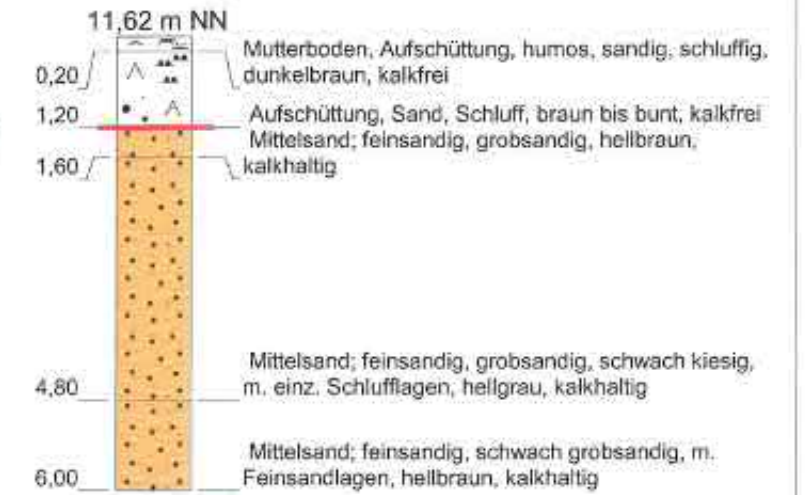 11,62 m NN
Mutterboden, Aufschüttung, humos, sandig, schluffig,
0,20 dunkelbraun, kalkfrei
1,20 Aufschüttung, Sand, Schluff, braun bis bunt, kalkfrei
Mittelsand; feinsandig, grobsandig, hellbraun,
1,60 kalkhaltig
Mittelsand; feinsandig, grobsandig, schwach kiesig,
4,80 m. einz. Schlufflagen, hellgrau, kalkhaltig
Mittelsand; feinsandig, schwach grobsandig, m.
6,00 Feinsandlagen, hellbraun, kalkhaltig